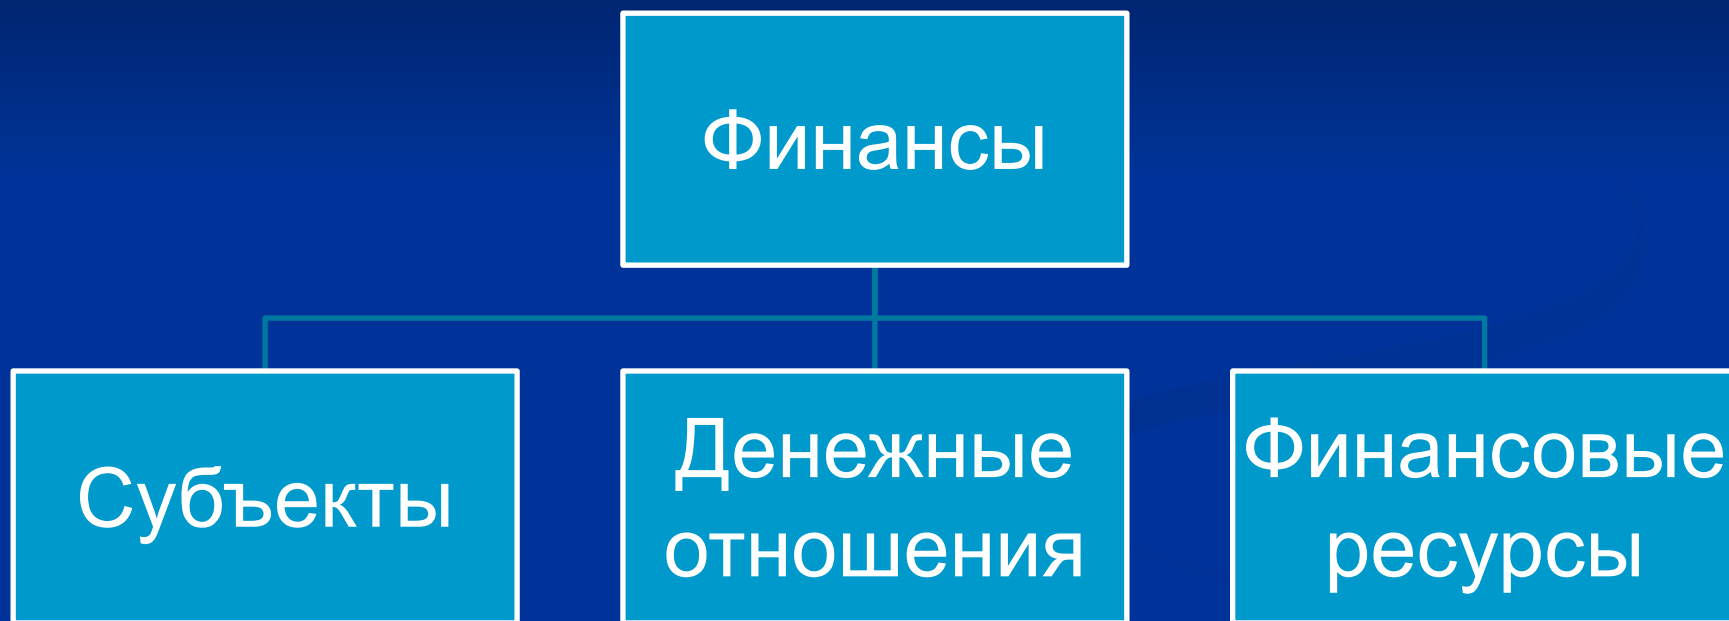 Финансы
Субъекты
Денежные
отношения
Финансовые
ресурсы